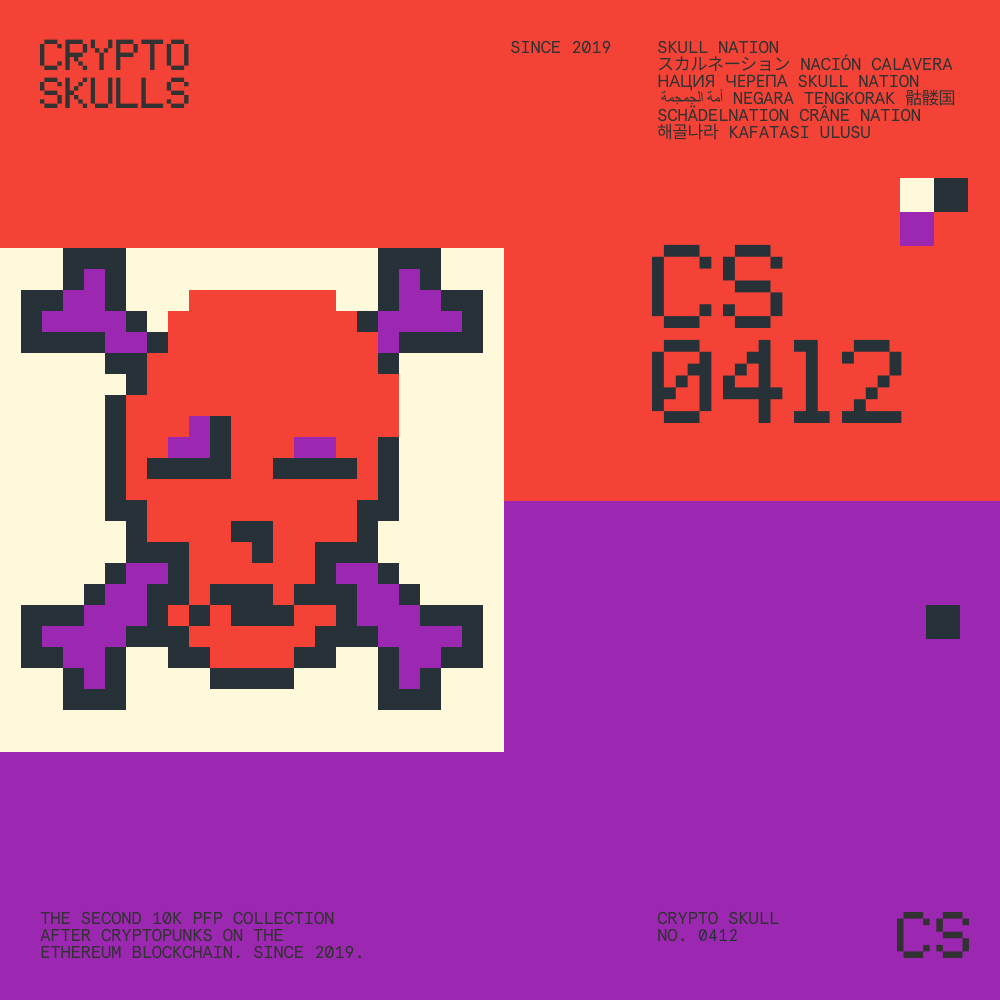 CRYPTO
SKULLS
SINCE 2019
SKULL NATION
スカルネーション NACIÓN CALAVERA
НАЦИЯ ЧЕРЕПА SKULL NATION
أمة الجمجمة NEGARA TENGKORAK 骷髅国
SCHÄDELNATION CRÂNE NATION
해골나라 KAFATASI ULUSU
CS
0412
THE SECOND 10K PFP COLLECTION
AFTER CRYPTOPUNKS ON THE
ETHEREUM BLOCKCHAIN. SINCE 2019.
CRYPTO SKULL
NO. 0412
CS